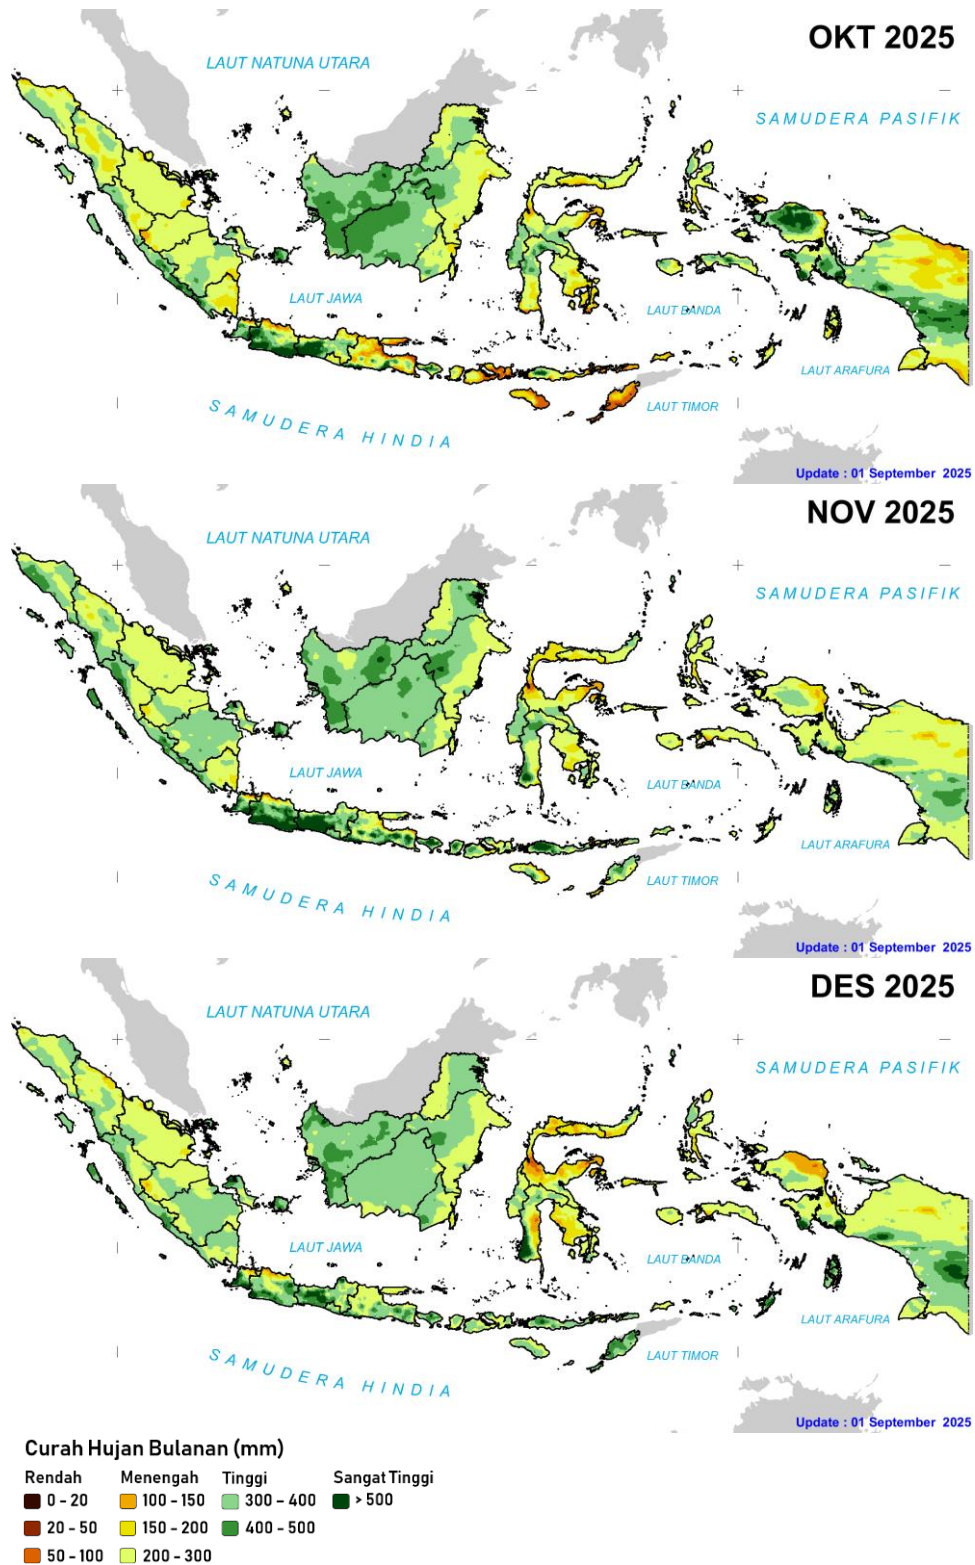 OKT 2025
LAUT NATUNA UTARA
SAMUDERA PASIFIK
LAUT JAWA
LAUT BANDA
LAUT ARAFURA
LAUT TIMOR
SAMUDERA HINDIA
Update : 01 September 2025
NOV 2025
LAUT NATUNA UTARA
SAMUDERA PASIFIK
LAUT JAWA
LAUT BANDA
LAUT ARAFURA
LAUT TIMOR
SAMUDERA HINDIA
Update : 01 September 2025
DES 2025
LAUT NATUNA UTARA
SAMUDERA PASIFIK
LAUT JAWA
LAUT BANDA
LAUT ARAFURA
LAUT TIMOR
SAMUDERA HINDIA
Update : 01 September 2025
Curah Hujan Bulanan (mm)
Rendah Menengah Tinggi Sangat Tinggi
0 - 20 100 - 150 300 - 400 > 500
20 - 50 150 - 200 400 - 500
50 - 100 200 - 300